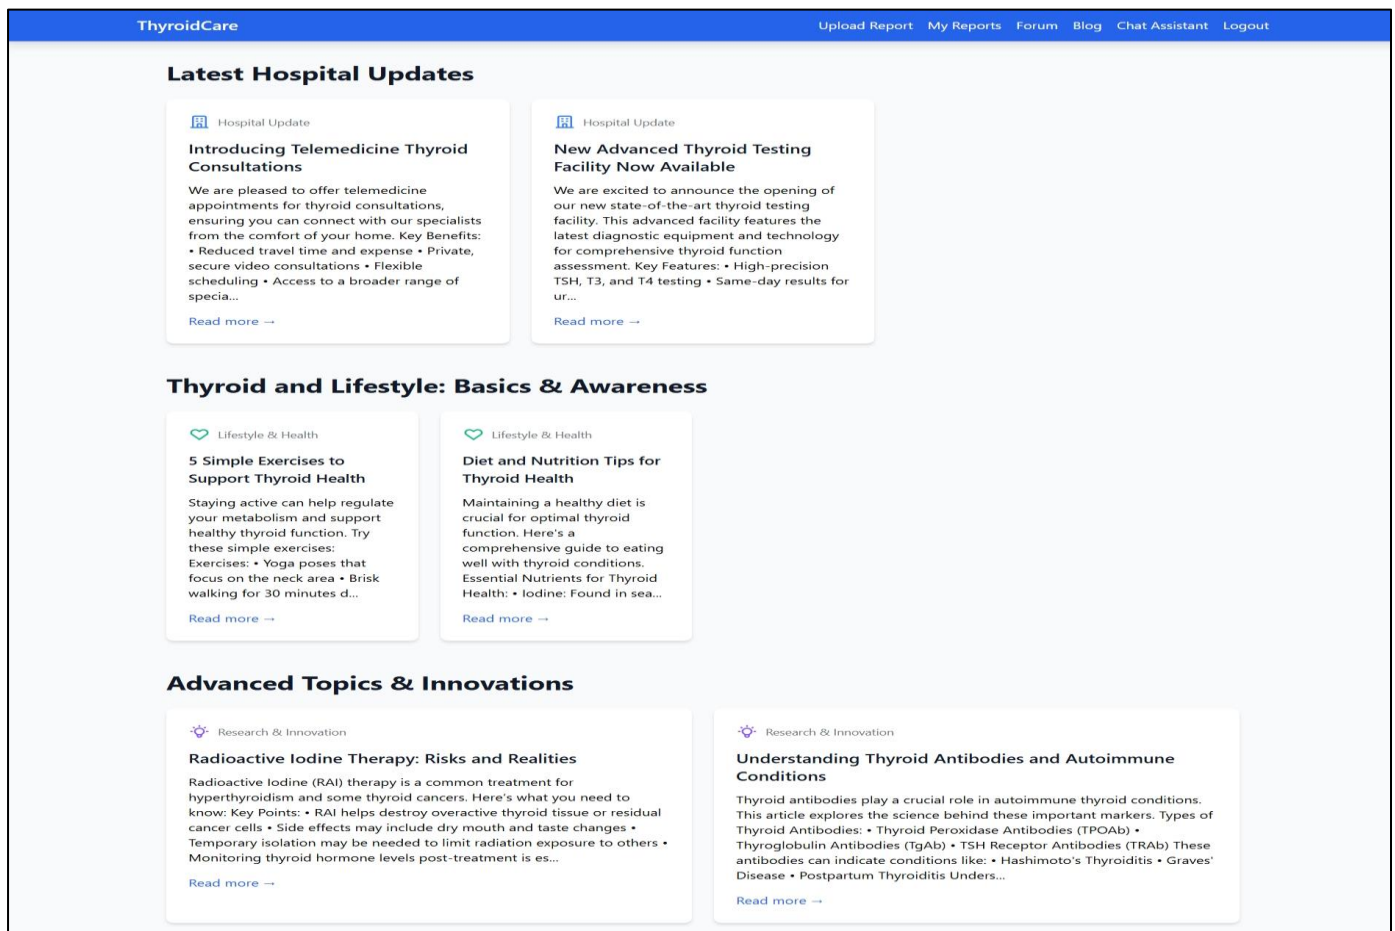 ThyroidCare
Upload Report My Reports Forum Blog Chat Assistant Logout
Latest Hospital Updates
Hospital Update
Introducing Telemedicine Thyroid
Consultations
We are pleased to offer telemedicine
appointments for thyroid consultations,
ensuring you can connect with our specialists
from the comfort of your home. Key Benefits:
• Reduced travel time and expense • Private,
secure video consultations • Flexible
scheduling • Access to a broader range of
specia...
Read more →
Hospital Update
New Advanced Thyroid Testing
Facility Now Available
We are excited to announce the opening of
our new state-of-the-art thyroid testing
facility. This advanced facility features the
latest diagnostic equipment and technology
for comprehensive thyroid function
assessment. Key Features: • High-precision
TSH, T3, and T4 testing • Same-day results for
ur...
Read more →
Thyroid and Lifestyle: Basics & Awareness
Lifestyle & Health
5 Simple Exercises to
Support Thyroid Health
Staying active can help regulate
your metabolism and support
healthy thyroid function. Try
these simple exercises:
Exercises: • Yoga poses that
focus on the neck area • Brisk
walking for 30 minutes d...
Read more →
Lifestyle & Health
Diet and Nutrition Tips for
Thyroid Health
Maintaining a healthy diet is
crucial for optimal thyroid
function. Here's a
comprehensive guide to eating
well with thyroid conditions.
Essential Nutrients for Thyroid
Health: • Iodine: Found in sea...
Read more →
Advanced Topics & Innovations
Research & Innovation
Radioactive Iodine Therapy: Risks and Realities
Radioactive Iodine (RAI) therapy is a common treatment for
hyperthyroidism and some thyroid cancers. Here's what you need to
know: Key Points: • RAI helps destroy overactive thyroid tissue or residual
cancer cells • Side effects may include dry mouth and taste changes •
Temporary isolation may be needed to limit radiation exposure to others •
Monitoring thyroid hormone levels post-treatment is es...
Read more →
Research & Innovation
Understanding Thyroid Antibodies and Autoimmune
Conditions
Thyroid antibodies play a crucial role in autoimmune thyroid conditions.
This article explores the science behind these important markers. Types of
Thyroid Antibodies: • Thyroid Peroxidase Antibodies (TPOAb) •
Thyroglobulin Antibodies (TgAb) • TSH Receptor Antibodies (TRAb) These
antibodies can indicate conditions like: • Hashimoto's Thyroiditis • Graves'
Disease • Postpartum Thyroiditis Unders...
Read more →